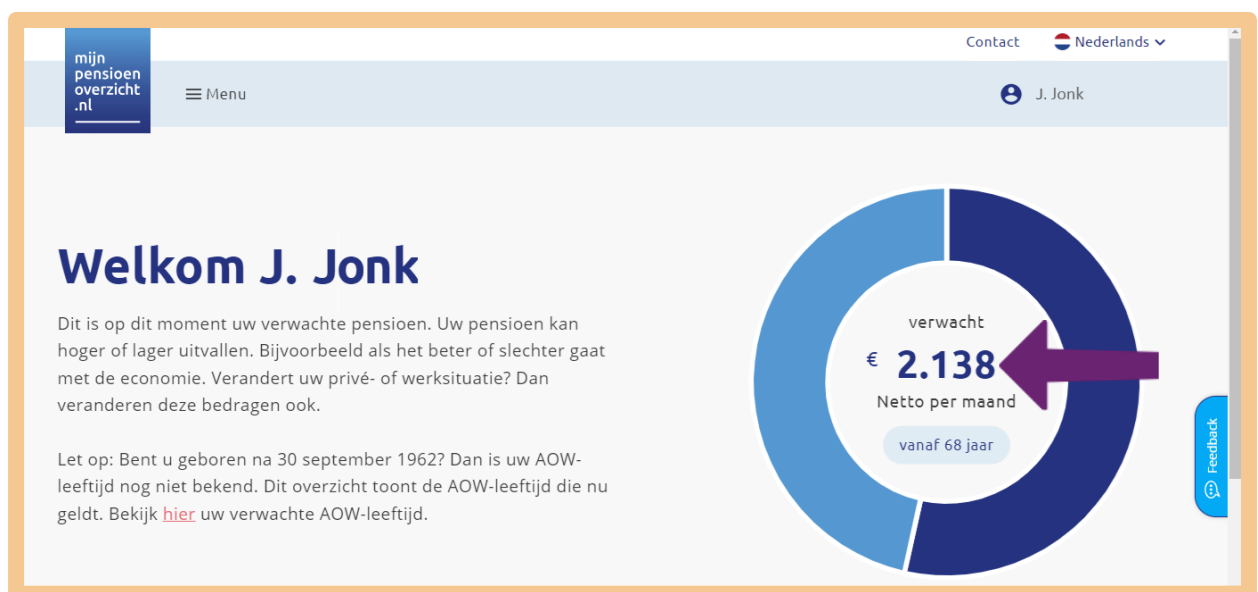 Contact Nederlands
mijn
pensioen
overzicht
.nl
Menu
J. Jonk
Welkom J. Jonk
Dit is op dit moment uw verwachte pensioen. Uw pensioen kan
hoger of lager uitvallen. Bijvoorbeeld als het beter of slechter gaat
met de economie. Verandert uw privé- of werksituatie? Dan
veranderen deze bedragen ook.
Let op: Bent u geboren na 30 september 1962? Dan is uw AOW-
leeftijd nog niet bekend. Dit overzicht toont de AOW-leeftijd die nu
geldt. Bekijk hier uw verwachte AOW-leeftijd.
verwacht
€ 2.138
Netto per maand
vanaf 68 jaar
Feedback